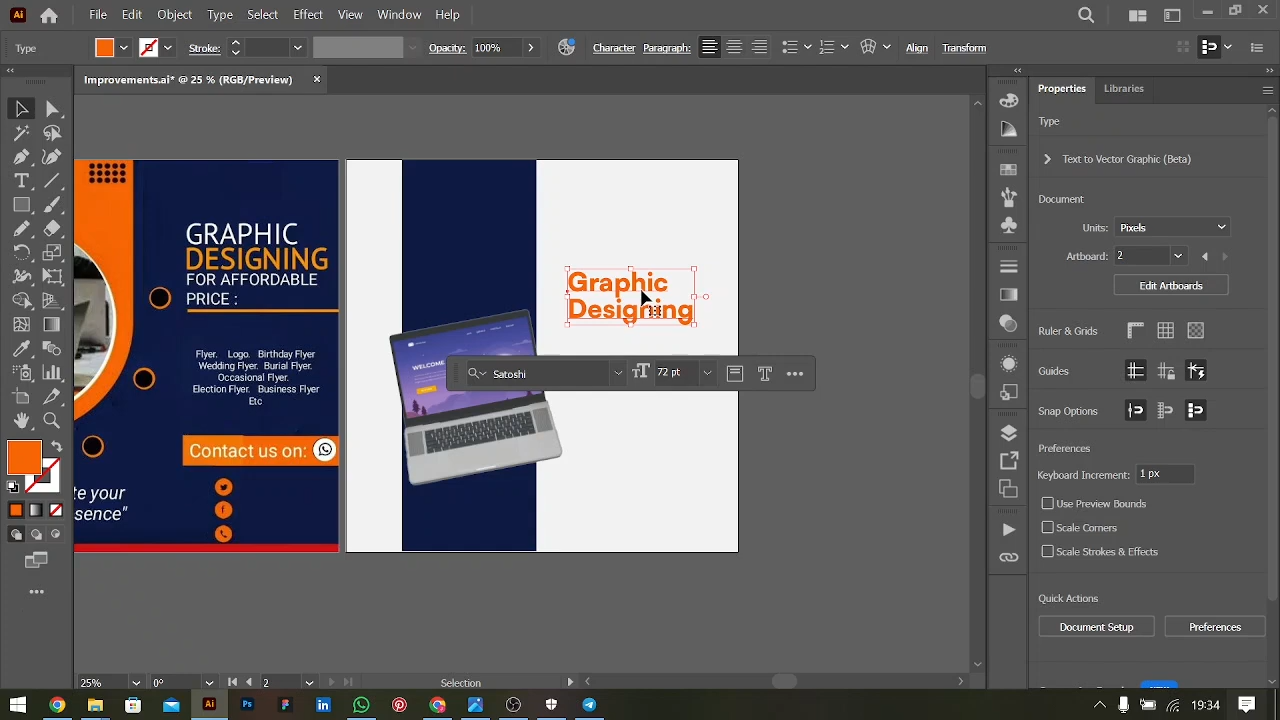 Ai File Edit Object Type Select Effect View Window Help
Type Stroke: Opacity: 100% Character Paragraph: Align Transform
Improvements.ai* @ 25 % (RGB/Preview)
Properties Libraries
Type
Text to Vector Graphic (Beta)
Document
Units: Pixels
Artboard: 2
Edit Artboards
Ruler & Grids
Guides
Snap Options
Preferences
Keyboard Increment: 1 px
Use Preview Bounds
Scale Corners
Scale Strokes & Effects
Quick Actions
Document Setup Preferences
GRAPHIC
DESIGNING
FOR AFFORDABLE
PRICE :
Flyer. Logo. Birthday Flyer
Wedding Flyer. Burial Flyer.
Occasional Flyer.
Election Flyer. Business Flyer
Etc
Contact us on:
te your
sence"
Graphic
Designing
WELCOME
Satoshi 72 pt
25% 0° 2 Selection
Ai Ps 19:34